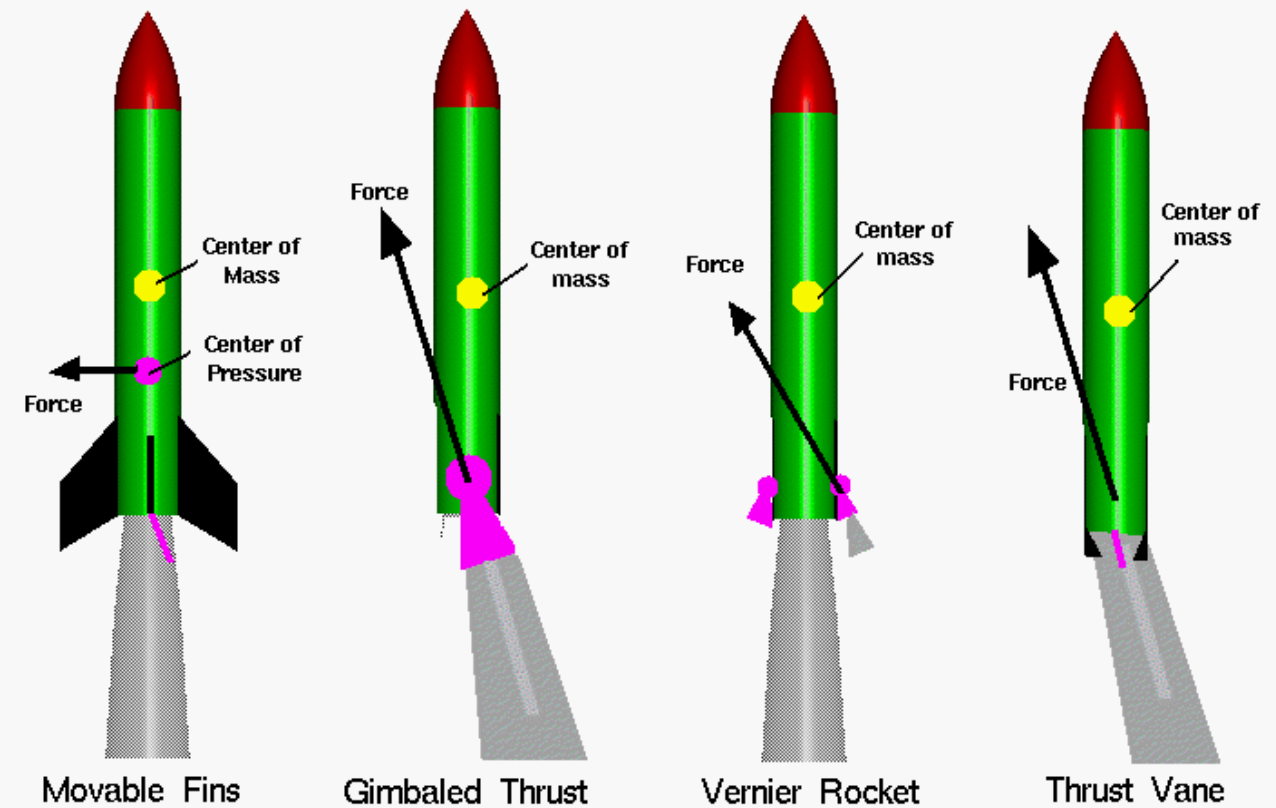 Center of
Mass
Center of
Pressure
Force
Movable Fins
Force
Center of
mass
Gimbaled Thrust
Center of
mass
Force
Vernier Rocket
Center of
mass
Force
Thrust Vane